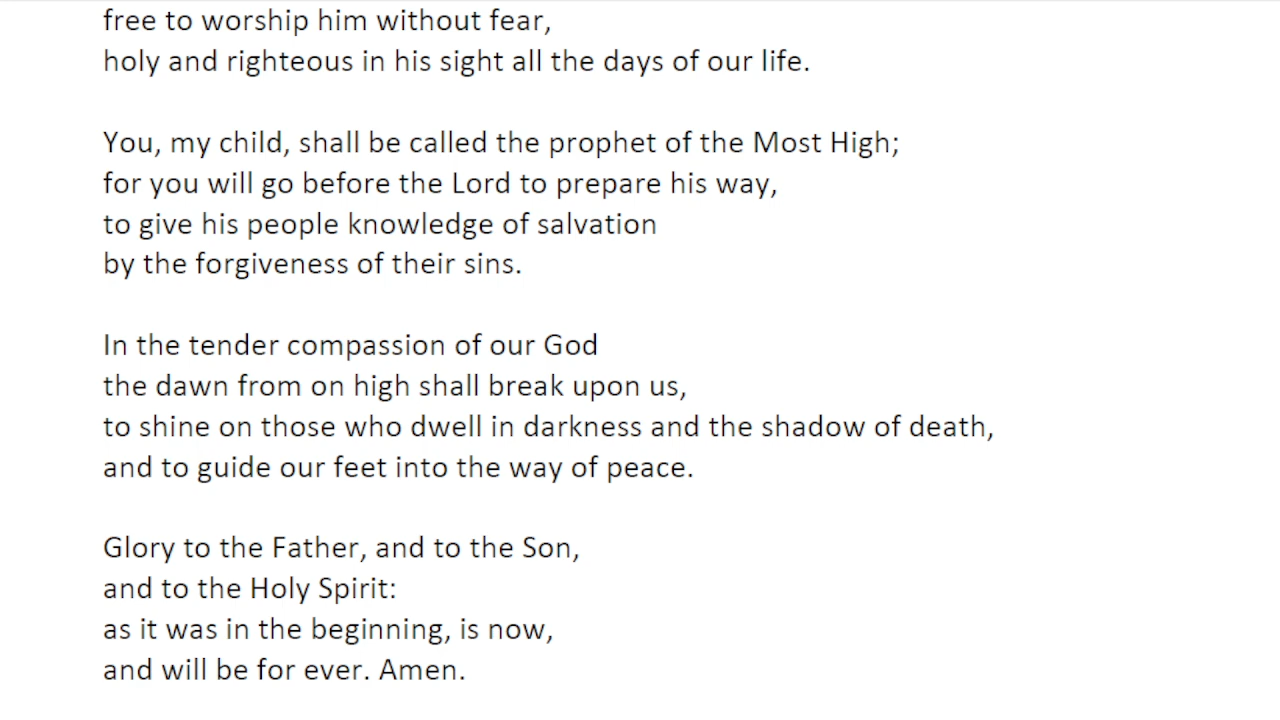 free to worship him without fear,
holy and righteous in his sight all the days of our life.
You, my child, shall be called the prophet of the Most High;
for you will go before the Lord to prepare his way,
to give his people knowledge of salvation
by the forgiveness of their sins.
In the tender compassion of our God
the dawn from on high shall break upon us,
to shine on those who dwell in darkness and the shadow of death,
and to guide our feet into the way of peace.
Glory to the Father, and to the Son,
and to the Holy Spirit:
as it was in the beginning, is now,
and will be for ever. Amen.